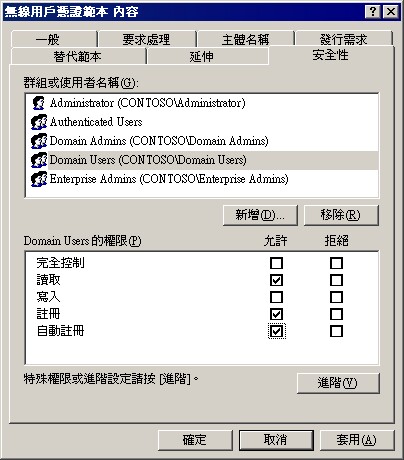 無線用戶憑證範本 內容
一般 要求處理 主體名稱 發行需求
替代範本 延伸 安全性
群組或使用者名稱(G):
Administrator (CONTOSO\Administrator)
Authenticated Users
Domain Admins (CONTOSO\Domain Admins)
Domain Users (CONTOSO\Domain Users)
Enterprise Admins (CONTOSO\Enterprise Admins)
新增(D)... 移除(R)
Domain Users 的權限(P) 允許 拒絕
完全控制
讀取
寫入
註冊
自動註冊
特殊權限或進階設定請按 [進階]。 進階(V)
確定 取消 套用(A)